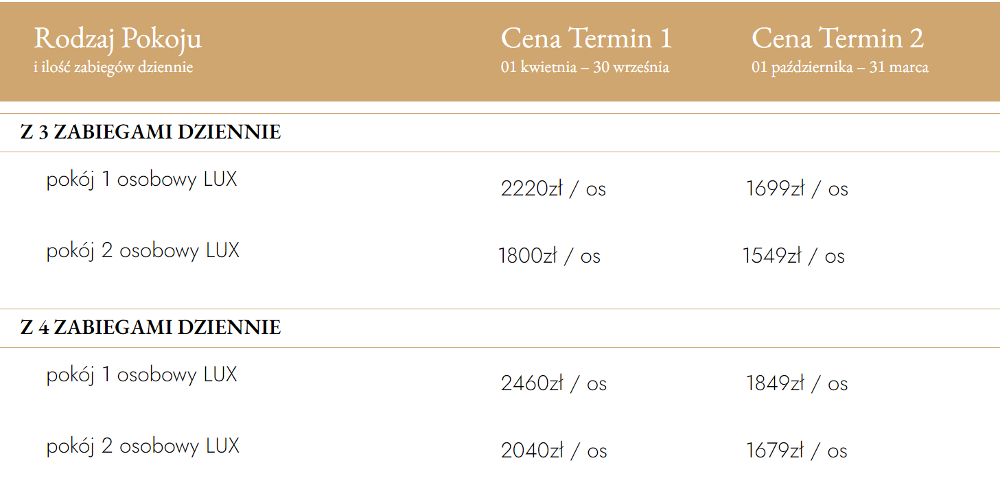 Rodzaj Pokoju
i ilość zabiegów dziennie
Cena Termin 1
01 kwietnia – 30 września
Cena Termin 2
01 października – 31 marca
Z 3 ZABIEGAMI DZIENNIE
pokój 1 osobowy LUX 2220zł / os 1699zł / os
pokój 2 osobowy LUX 1800zł / os 1549zł / os
Z 4 ZABIEGAMI DZIENNIE
pokój 1 osobowy LUX 2460zł / os 1849zł / os
pokój 2 osobowy LUX 2040zł / os 1679zł / os